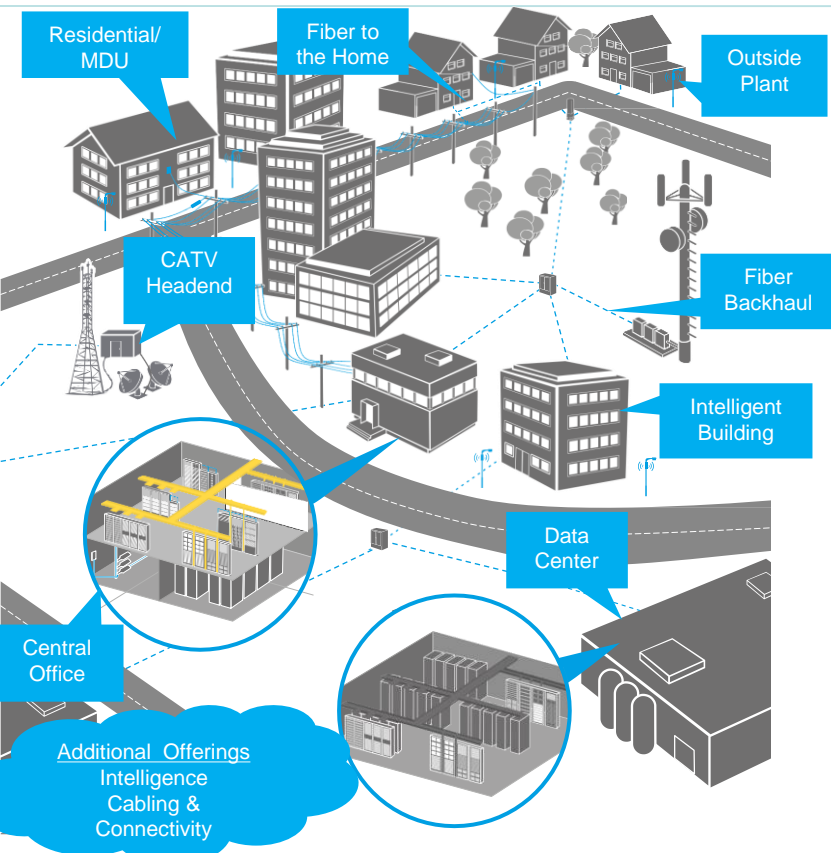 Residential/
MDU
Fiber to
the Home
Outside
Plant
CATV
Headend
Fiber
Backhaul
Intelligent
Building
Data
Center
Central
Office
Additional Offerings
Intelligence
Cabling &
Connectivity